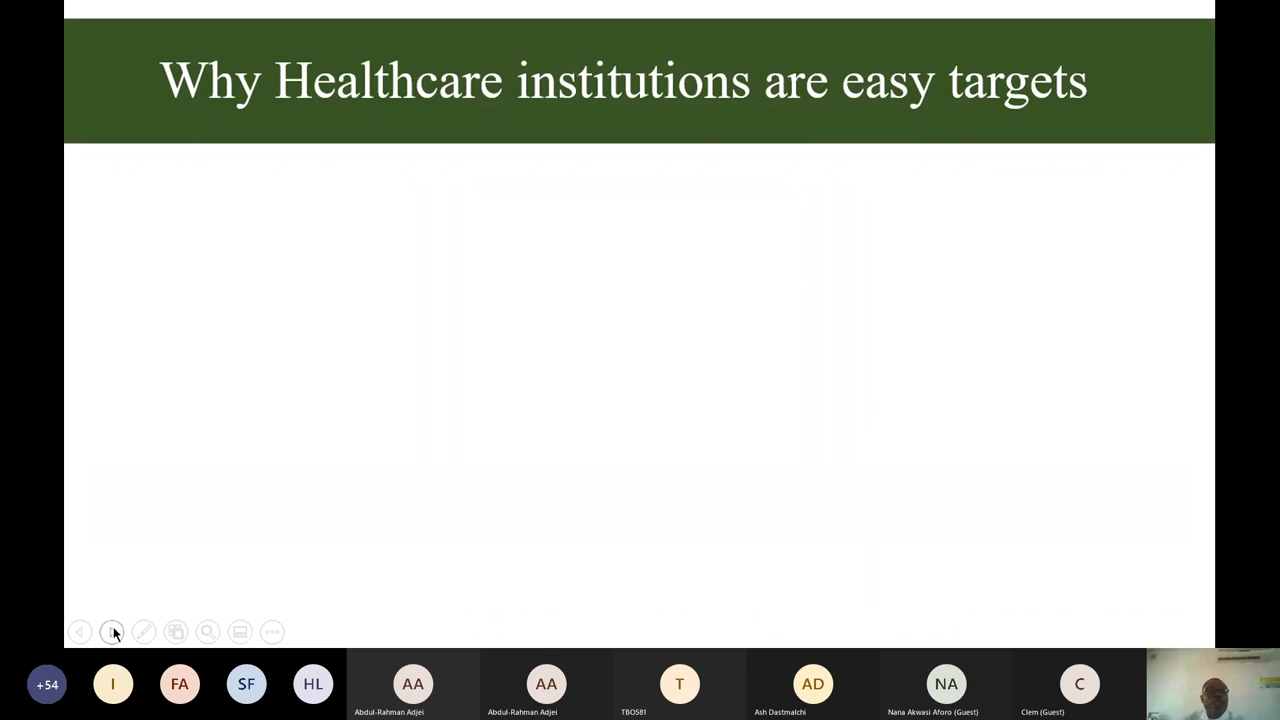 Why Healthcare institutions are easy targets
+54
I
FA
SF
HL
AA
AA
T
AD
NA
C
Abdul-Rahman Adjei
Abdul-Rahman Adjei
TBO581
Ash Dastmalchi
Nana Akwasi Aforo (Guest)
Clem (Guest)